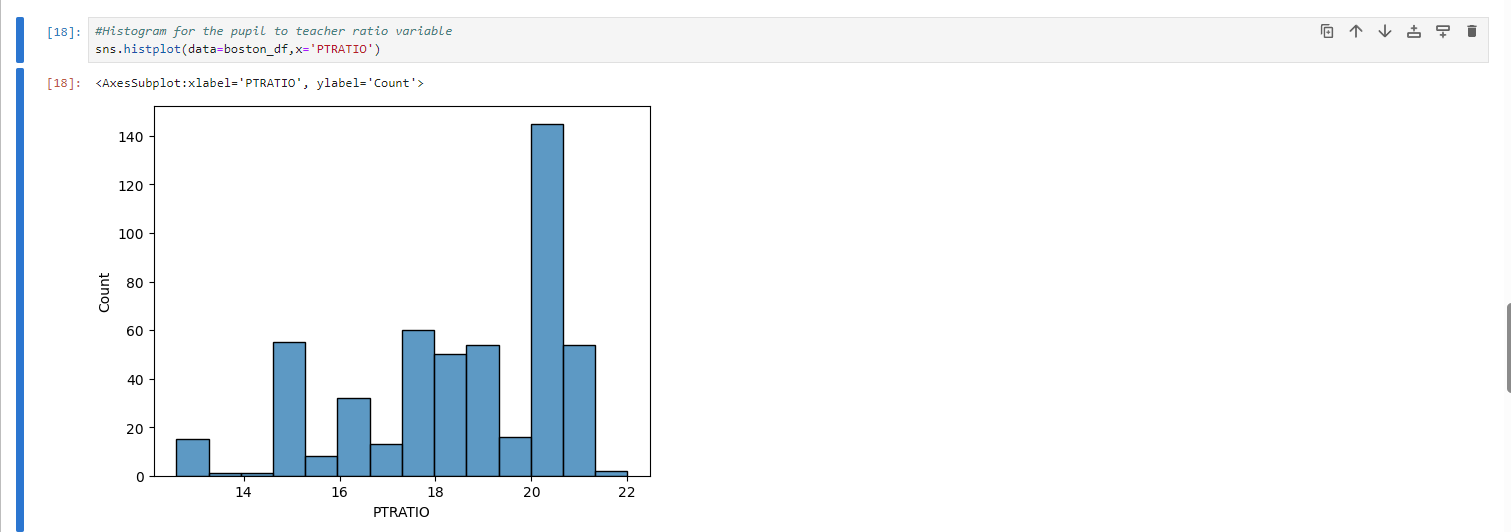 [18]: #Histogram for the pupil to teacher ratio variable
sns.histplot(data=boston_df,x='PTRATIO')
[18]: <AxesSubplot:xlabel='PTRATIO', ylabel='Count'>
140
120
100
80
60
40
20
0
Count
14 16 18 20 22
PTRATIO